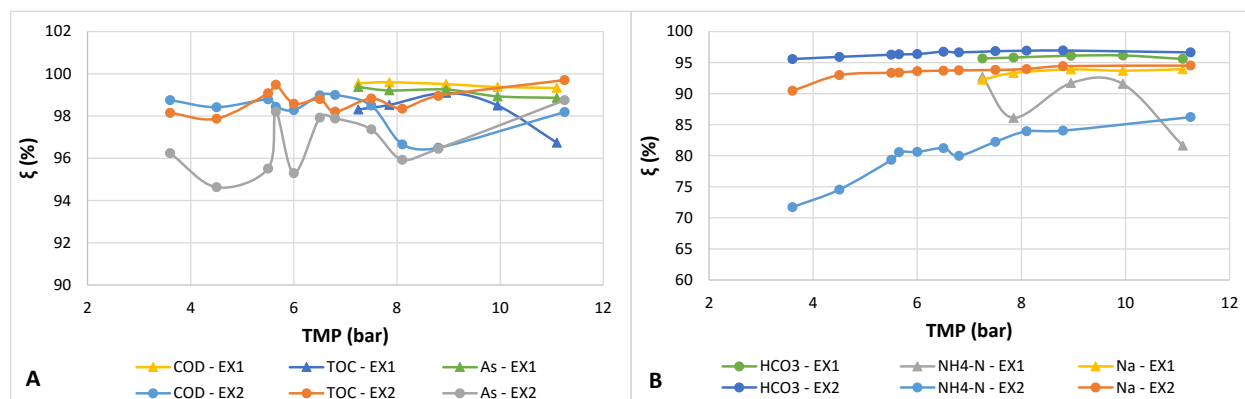 102
100
98
96
94
92
90
ξ (%)
2 4 6 8 10 12
TMP (bar)
COD - EX1 TOC - EX1 As - EX1
COD - EX2 TOC - EX2 As - EX2
A
100
95
90
85
80
75
70
65
60
ξ (%)
2 4 6 8 10 12
TMP (bar)
HCO3 - EX1 NH4-N - EX1 Na - EX1
HCO3 - EX2 NH4-N - EX2 Na - EX2
B